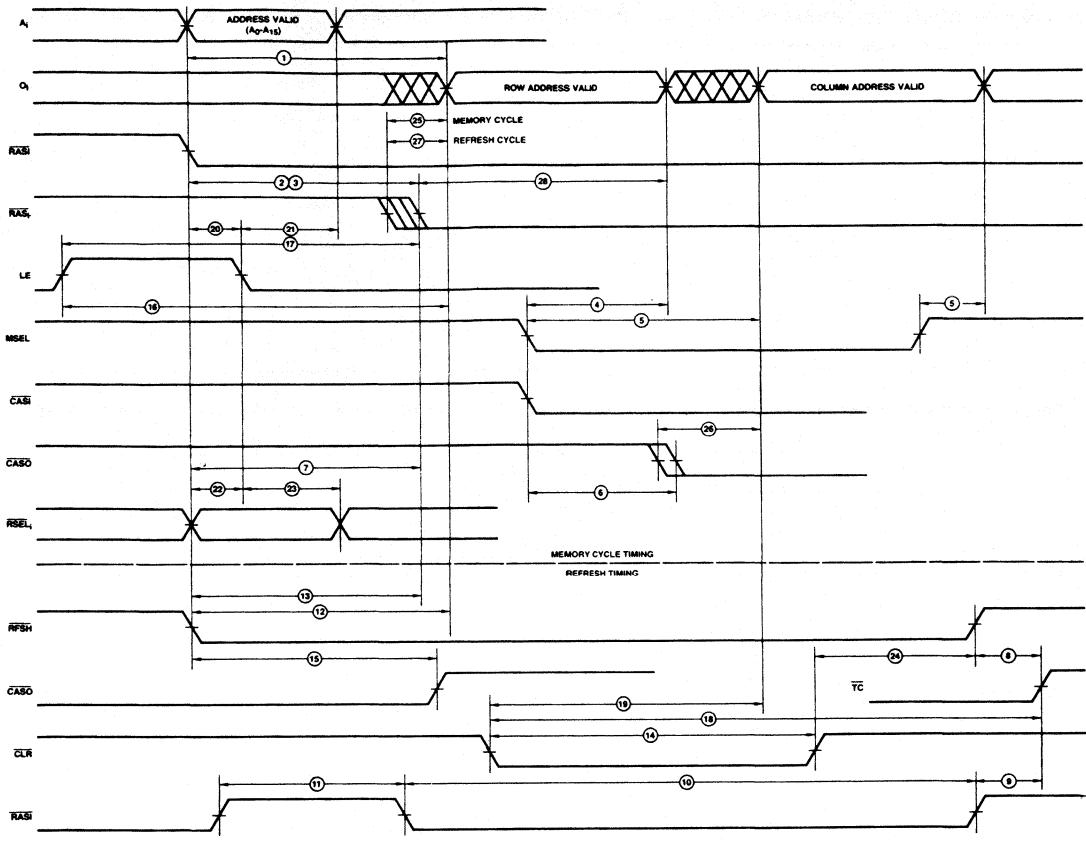 Ai
ADDRESS VALID
(A0-A15)
1
Oi
ROW ADDRESS VALID
COLUMN ADDRESS VALID
25 MEMORY CYCLE
27 REFRESH CYCLE
RASI
2 3
28
RASi
20
21
17
LE
16
4
5
5
MSEL
CASI
26
CASO
7
6
22
23
RSELi
MEMORY CYCLE TIMING
REFRESH TIMING
13
12
RFSH
15
24
8
CASO
TC
19
18
14
CLR
11
10
9
RASI